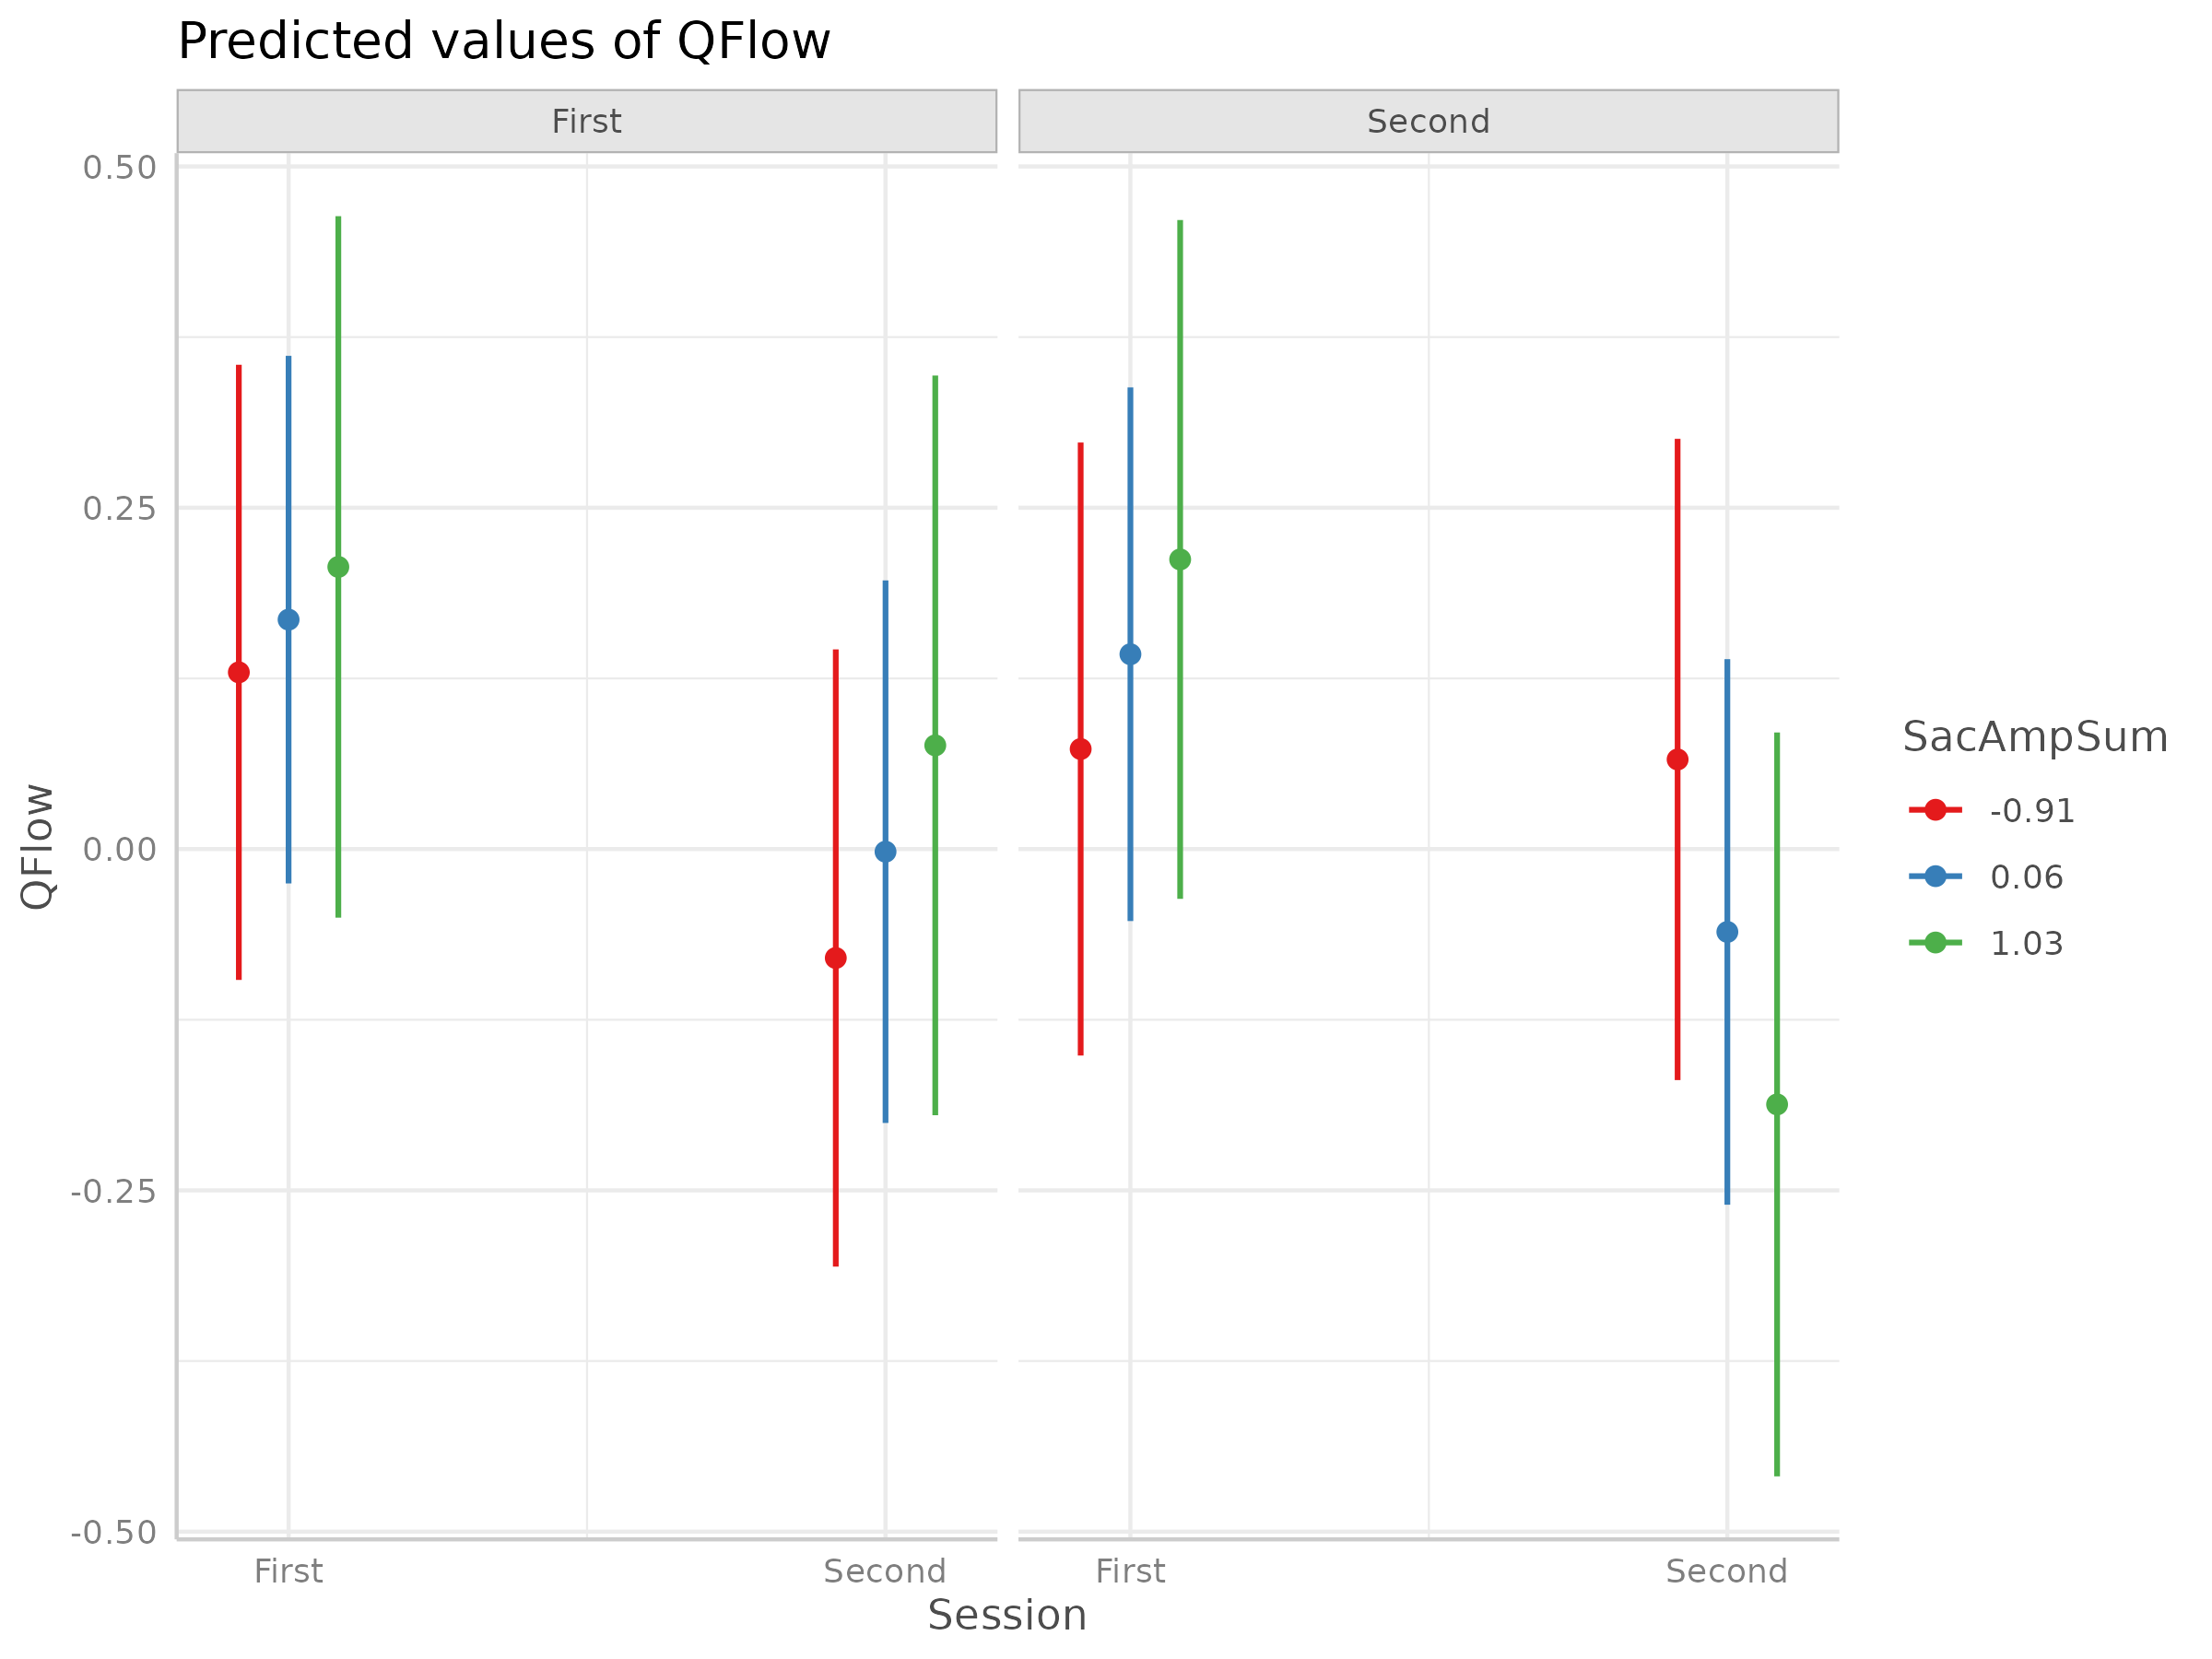 Predicted values of QFlow
First
Second
0.50
0.25
0.00
-0.25
-0.50
QFlow
First
Second
First
Second
Session
SacAmpSum
-0.91
0.06
1.03